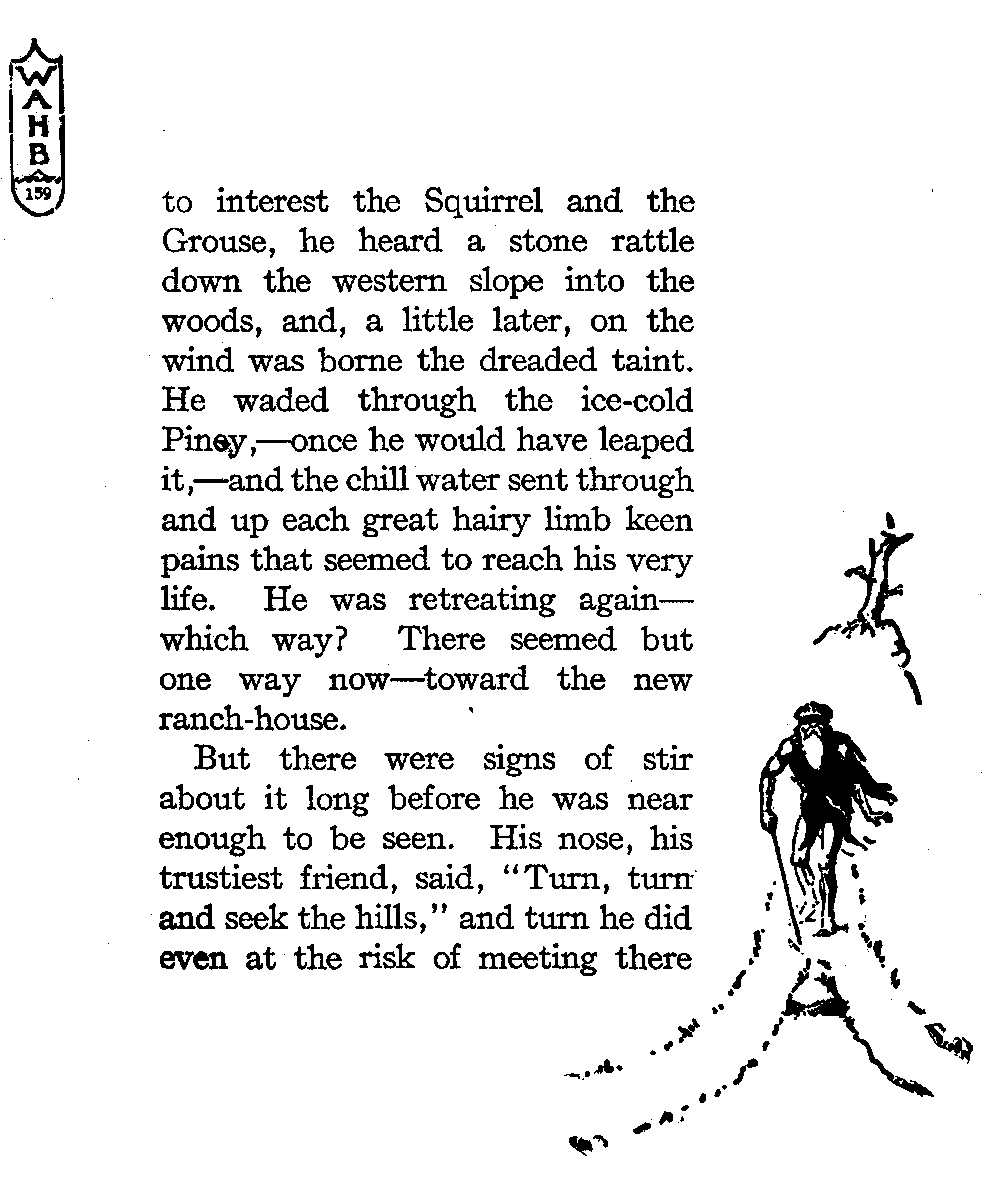 WAHB
159
to interest the Squirrel and the
Grouse, he heard a stone rattle
down the western slope into the
woods, and, a little later, on the
wind was borne the dreaded taint.
He waded through the ice-cold
Piney,—once he would have leaped
it,—and the chill water sent through
and up each great hairy limb keen
pains that seemed to reach his very
life. He was retreating again—
which way? There seemed but
one way now—toward the new
ranch-house.
But there were signs of stir
about it long before he was near
enough to be seen. His nose, his
trustiest friend, said, “Turn, turn
and seek the hills,” and turn he did
even at the risk of meeting there